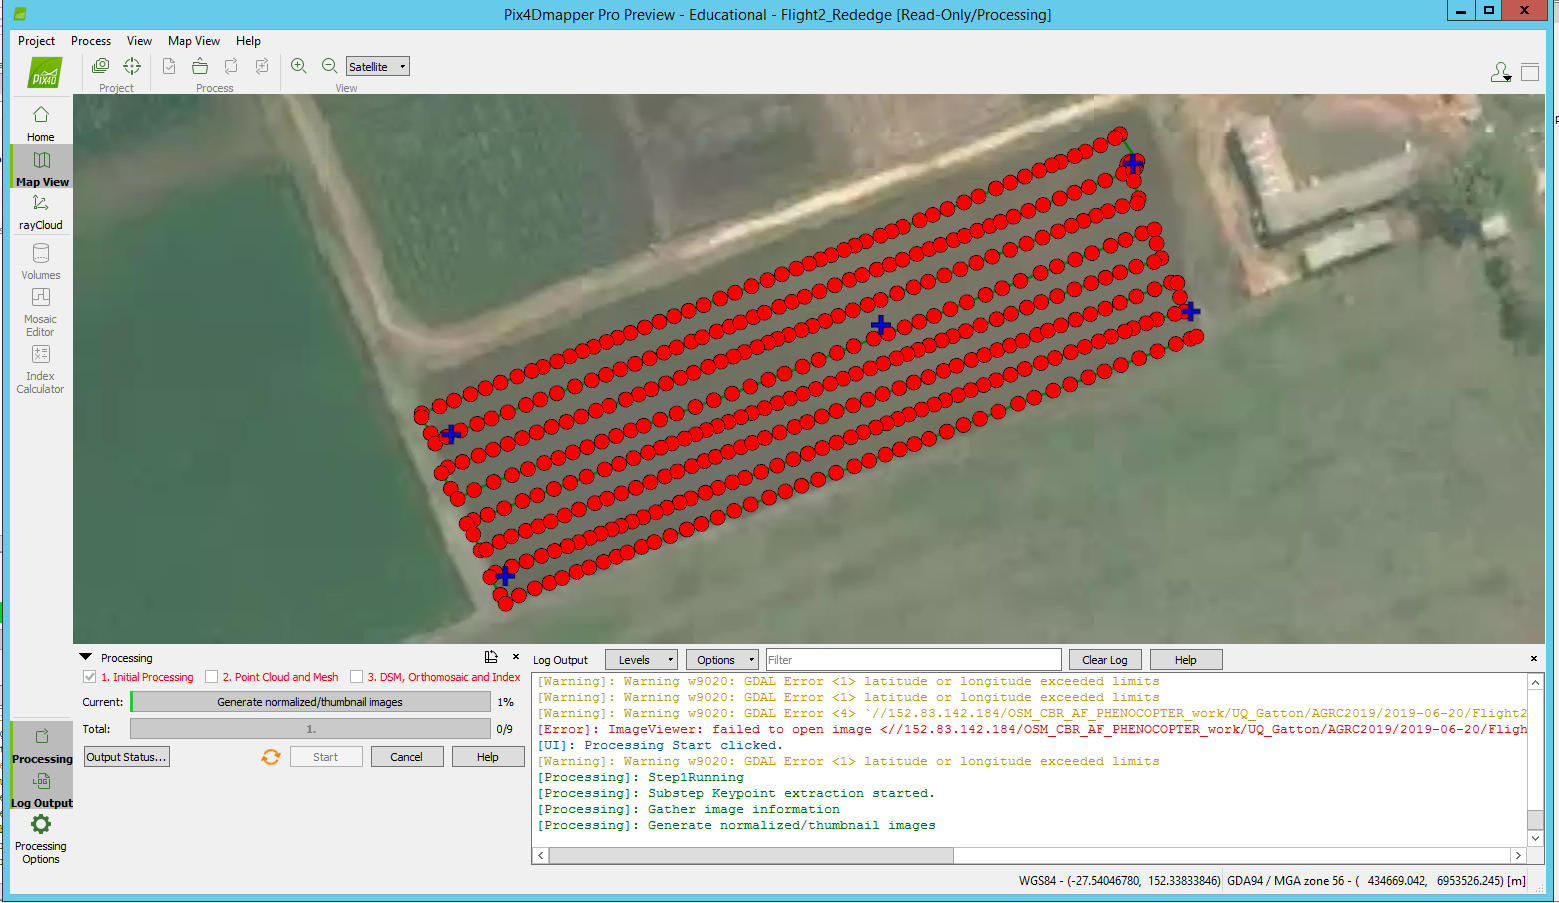 Pix4Dmapper Pro Preview - Educational - Flight2_Rededge [Read-Only/Processing]
Project Process View Map View Help
PIX4D
Satellite
Project Process View
Home
Map View
rayCloud
Volumes
Mosaic
Editor
Index
Calculator
Processing
Log Output
Processing
Options
Processing
1. Initial Processing 2. Point Cloud and Mesh 3. DSM, Orthomosaic and Index
Current: Generate normalized/thumbnail images 1%
Total: 1. 0/9
Output Status... Start Cancel Help
Log Output Levels Options Filter Clear Log Help
[Warning]: Warning w9020: GDAL Error <1> latitude or longitude exceeded limits
[Warning]: Warning w9020: GDAL Error <1> latitude or longitude exceeded limits
[Warning]: Warning w9020: GDAL Error <4> `//152.83.142.184/OSM_CBR_AF_PHENOCOPTER_work/UQ_Gatton/AGRC2019/2019-06-20/Flight2
[Error]: ImageViewer: failed to open image <//152.83.142.184/OSM_CBR_AF_PHENOCOPTER_work/UQ_Gatton/AGRC2019/2019-06-20/Fligh
[UI]: Processing Start clicked.
[Warning]: Warning w9020: GDAL Error <1> latitude or longitude exceeded limits
[Processing]: Step1Running
[Processing]: Substep Keypoint extraction started.
[Processing]: Gather image information
[Processing]: Generate normalized/thumbnail images
WGS84 - (-27.54046780, 152.33833846) GDA94 / MGA zone 56 - ( 434669.042, 6953526.245) [m]